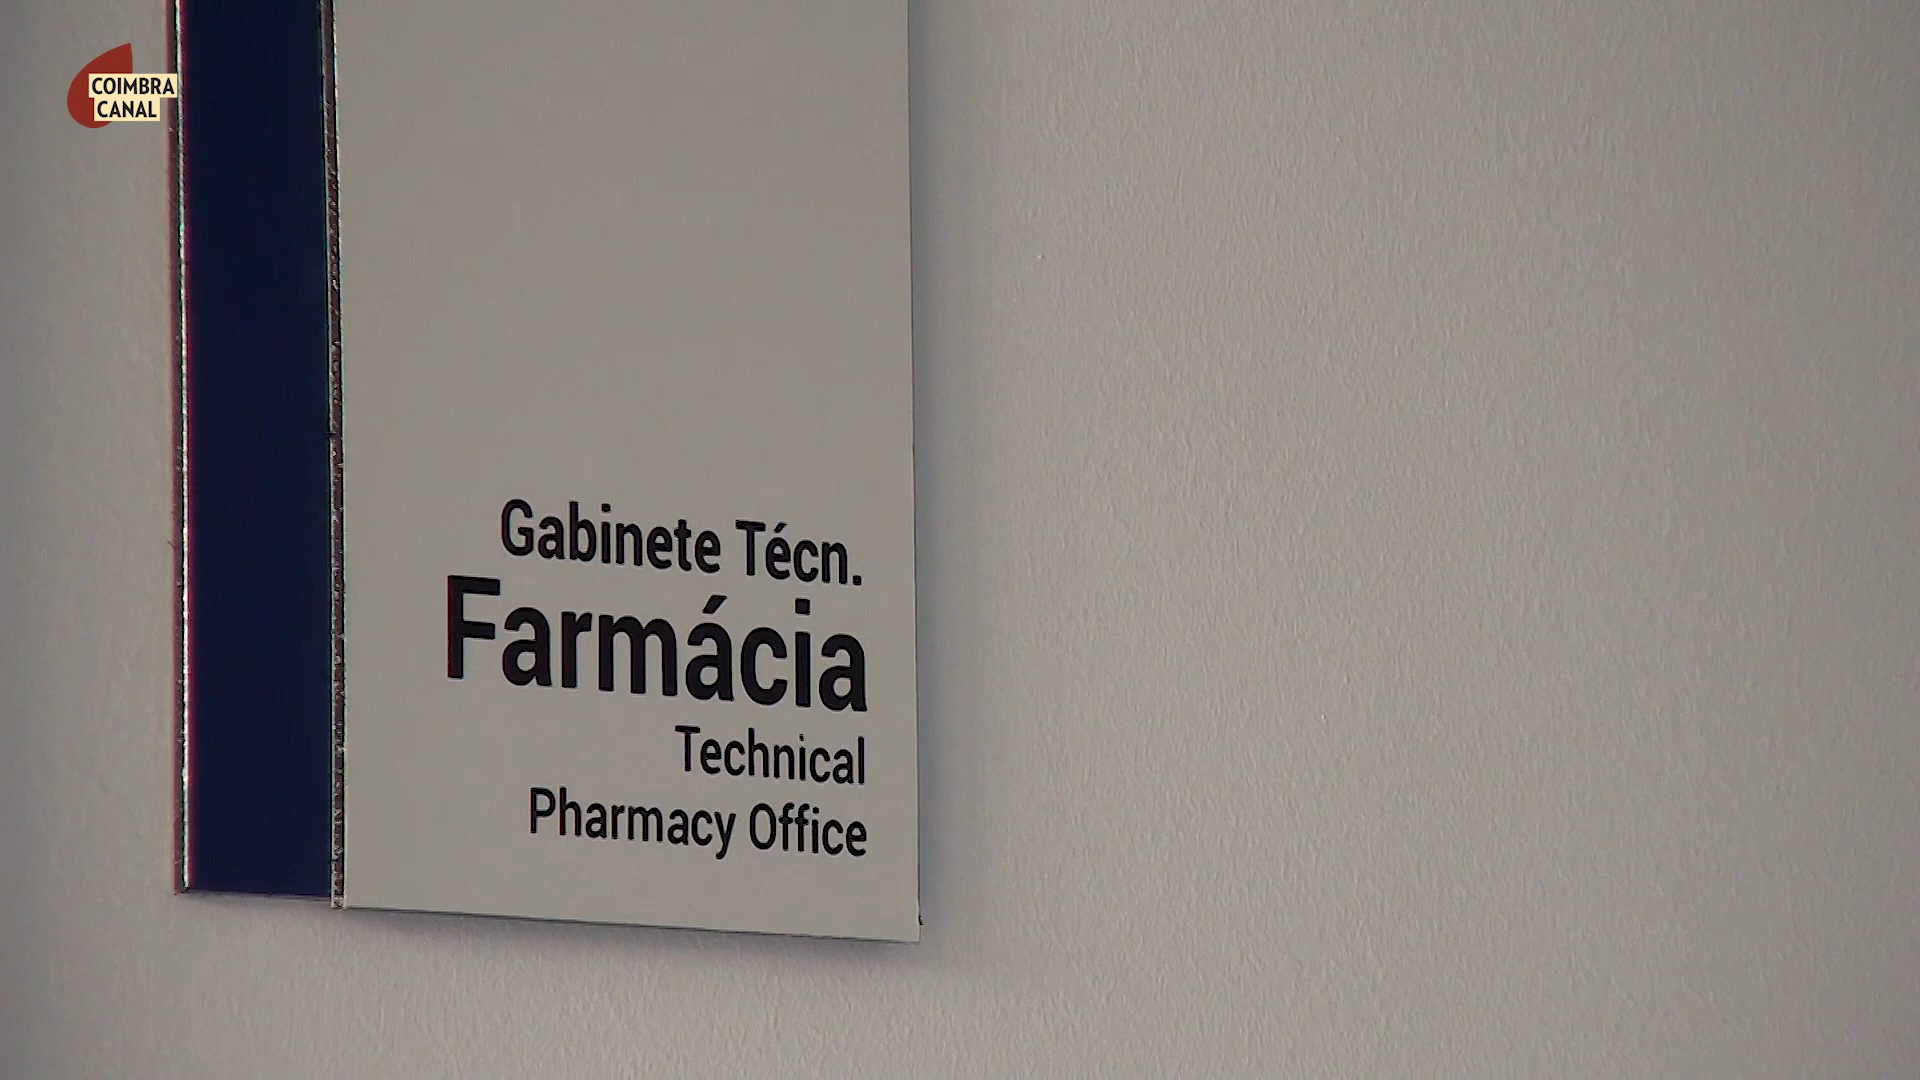 COIMBRA
CANAL
Gabinete Técn.
Farmácia
Technical
Pharmacy Office